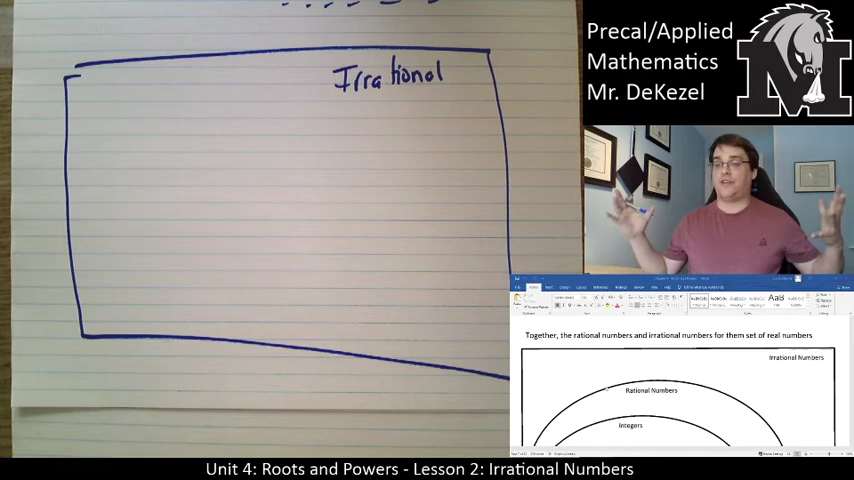 Irrational
Precal/Applied
Mathematics
Mr. DeKezel
M
Together, the rational numbers and irrational numbers for them set of real numbers
Irrational Numbers
Rational Numbers
Integers
Unit 4: Roots and Powers - Lesson 2: Irrational Numbers